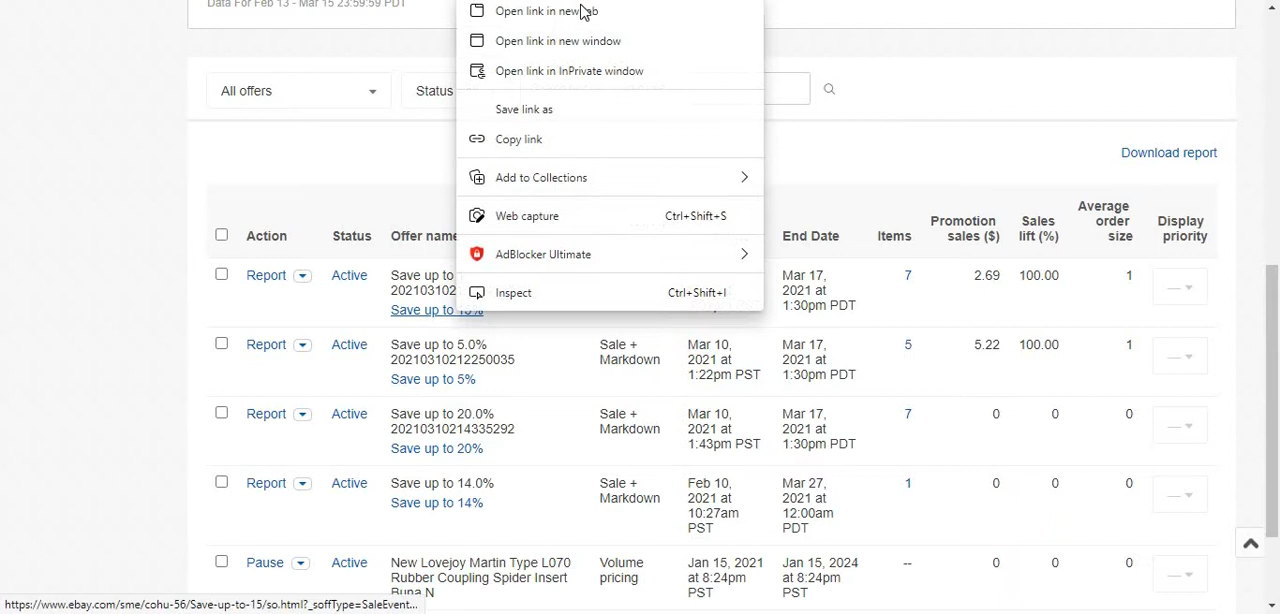 Data For Feb 13 - Mar 15 23:59:59 PDT
Open link in new tab
Open link in new window
Open link in InPrivate window
Save link as
Copy link
Add to Collections
Web capture Ctrl+Shift+S
AdBlocker Ultimate
Inspect Ctrl+Shift+I
All offers
Status
Download report
Action Status Offer name End Date Items Promotion sales ($) Sales lift (%) Average order size Display priority
Report Active Save up to 
20210310
Save up to 15%
Mar 17,
2021 at
1:30pm PDT
7 2.69 100.00 1 —
Report Active Save up to 5.0%
20210310212250035
Save up to 5%
Sale +
Markdown
Mar 10,
2021 at
1:22pm PST
Mar 17,
2021 at
1:30pm PDT
5 5.22 100.00 1 —
Report Active Save up to 20.0%
20210310214335292
Save up to 20%
Sale +
Markdown
Mar 10,
2021 at
1:43pm PST
Mar 17,
2021 at
1:30pm PDT
7 0 0 0 —
Report Active Save up to 14.0%
Save up to 14%
Sale +
Markdown
Feb 10,
2021 at
10:27am
PST
Mar 27,
2021 at
12:00am
PDT
1 0 0 0 —
Pause Active New Lovejoy Martin Type L070
Rubber Coupling Spider Insert
Buna N
Volume
pricing
Jan 15, 2021
at 8:24pm
PST
Jan 15, 2024
at 8:24pm
PST
-- 0 0 0 —
https://www.ebay.com/sme/cohu-56/Save-up-to-15/so.html?_soffType=SaleEvent...